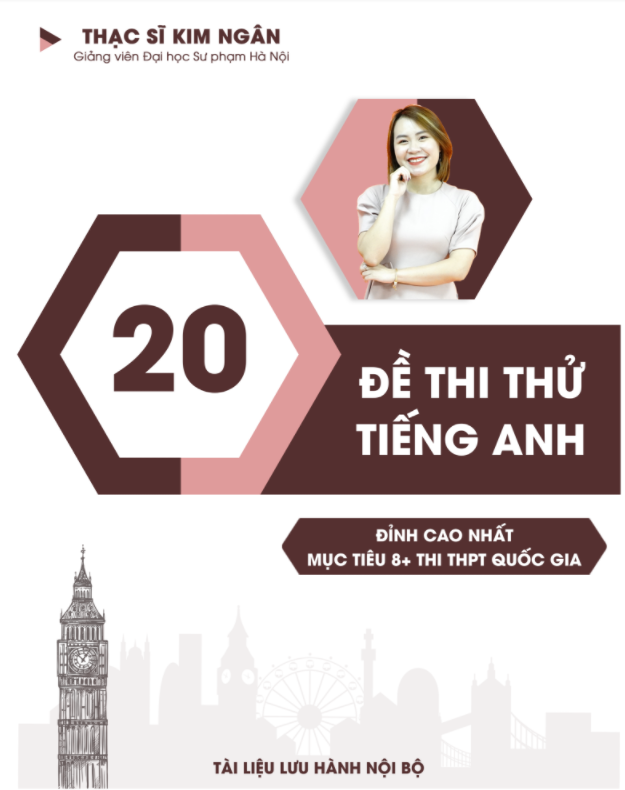 THẠC SĨ KIM NGÂN
Giảng viên Đại học Sư phạm Hà Nội
20
ĐỀ THI THỬ
TIẾNG ANH
ĐỈNH CAO NHẤT
MỤC TIÊU 8+ THI THPT QUỐC GIA
TÀI LIỆU LƯU HÀNH NỘI BỘ